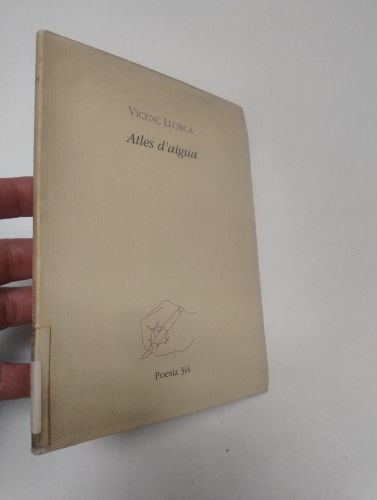 VICENÇ LLORCA
Atles d'aigua
Poesia 3i4